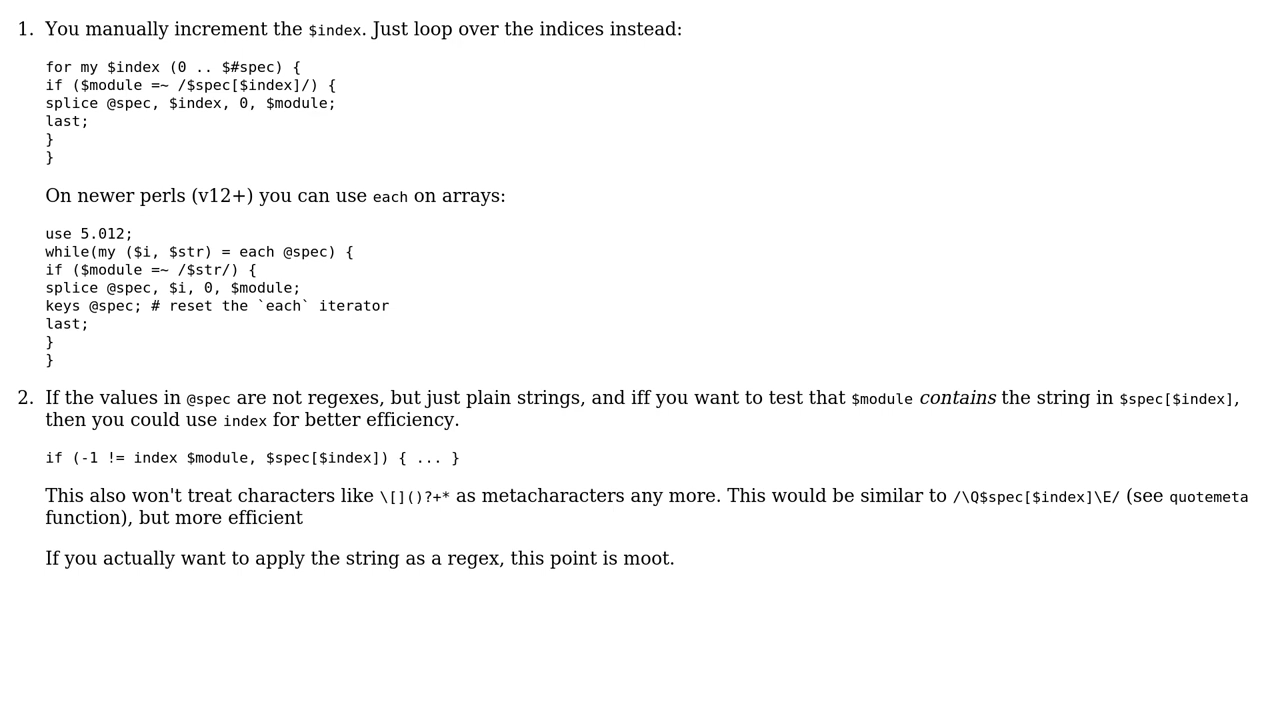 1. You manually increment the $index. Just loop over the indices instead:
for my $index (0 .. $#spec) {
if ($module =~ /$spec[$index]/) {
splice @spec, $index, 0, $module;
last;
}
}
On newer perls (v12+) you can use each on arrays:
use 5.012;
while(my ($i, $str) = each @spec) {
if ($module =~ /$str/) {
splice @spec, $i, 0, $module;
keys @spec; # reset the `each` iterator
last;
}
}
2. If the values in @spec are not regexes, but just plain strings, and iff you want to test that $module contains the string in $spec[$index],
then you could use index for better efficiency.
if (-1 != index $module, $spec[$index]) { ... }
This also won't treat characters like \[]()?+* as metacharacters any more. This would be similar to /\Q$spec[$index]\E/ (see quotemeta
function), but more efficient
If you actually want to apply the string as a regex, this point is moot.